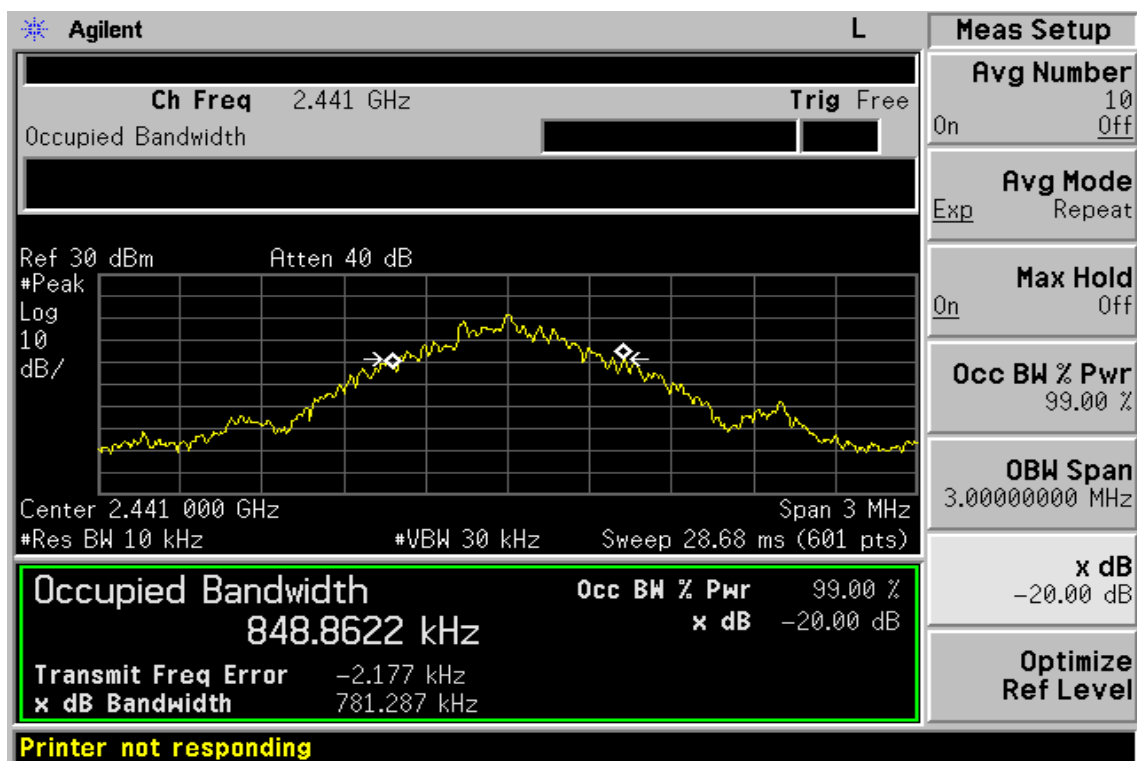 Agilent L
Ch Freq 2.441 GHz Trig Free
Occupied Bandwidth
Ref 30 dBm Atten 40 dB
#Peak
Log
10
dB/
Center 2.441 000 GHz Span 3 MHz
#Res BW 10 kHz #VBW 30 kHz Sweep 28.68 ms (601 pts)
Occupied Bandwidth
848.8622 kHz
Occ BW % Pwr 99.00 %
x dB -20.00 dB
Transmit Freq Error -2.177 kHz
x dB Bandwidth 781.287 kHz
Printer not responding
Meas Setup
Avg Number
10
On Off
Avg Mode
Exp Repeat
Max Hold
On Off
Occ BW % Pwr
99.00 %
OBW Span
3.00000000 MHz
x dB
-20.00 dB
Optimize
Ref Level